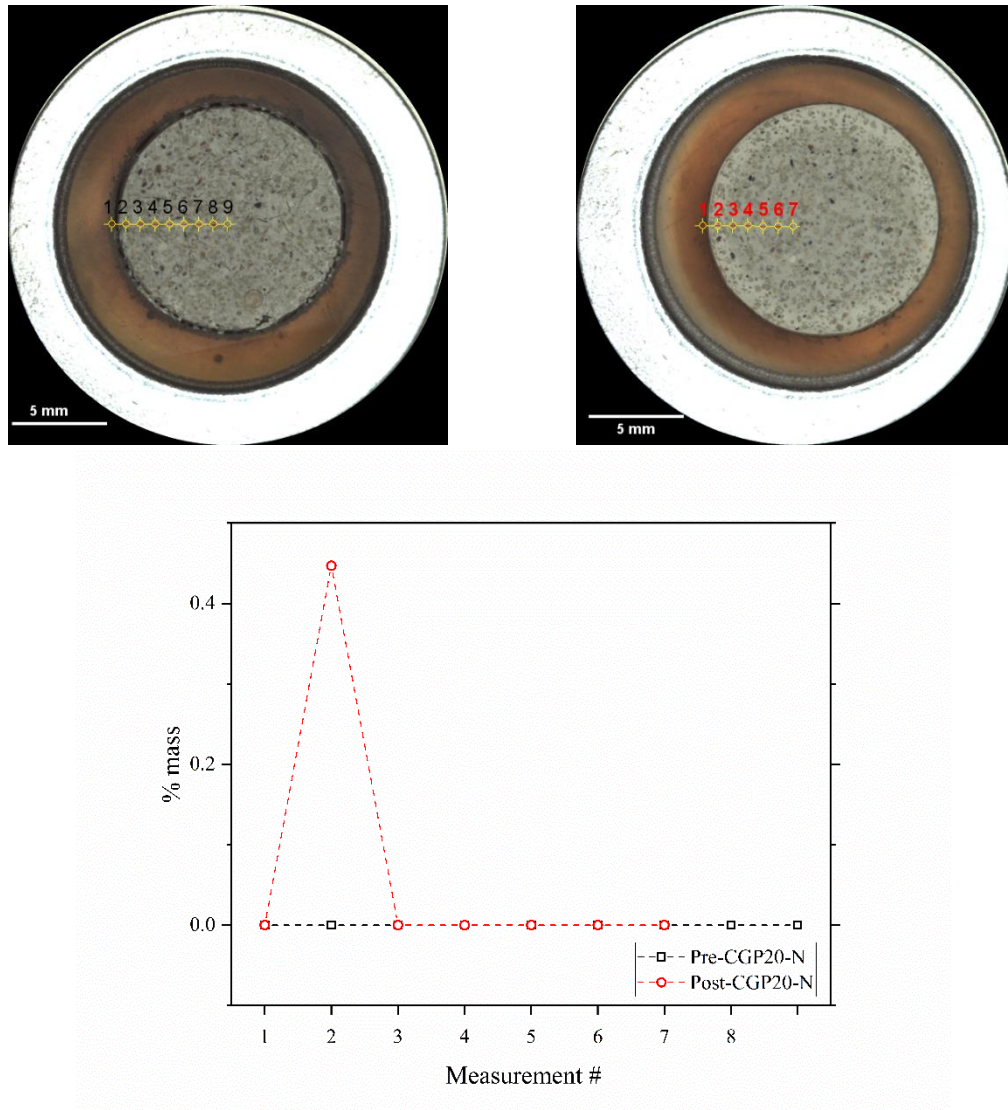 1 2 3 4 5 6 7 8 9
5 mm
1 2 3 4 5 6 7
5 mm
0.4
0.2
0.0
% mass
Pre-CGP20-N
Post-CGP20-N
1 2 3 4 5 6 7 8
Measurement #